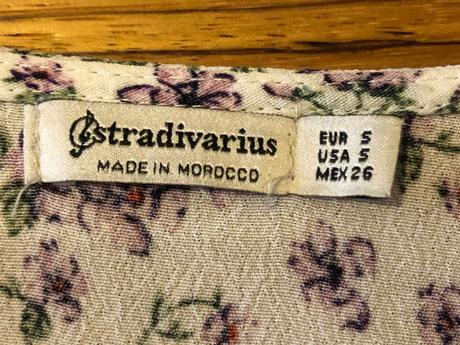 stradivarius
MADE IN MOROCCO
EUR S
USA S
MEX 26